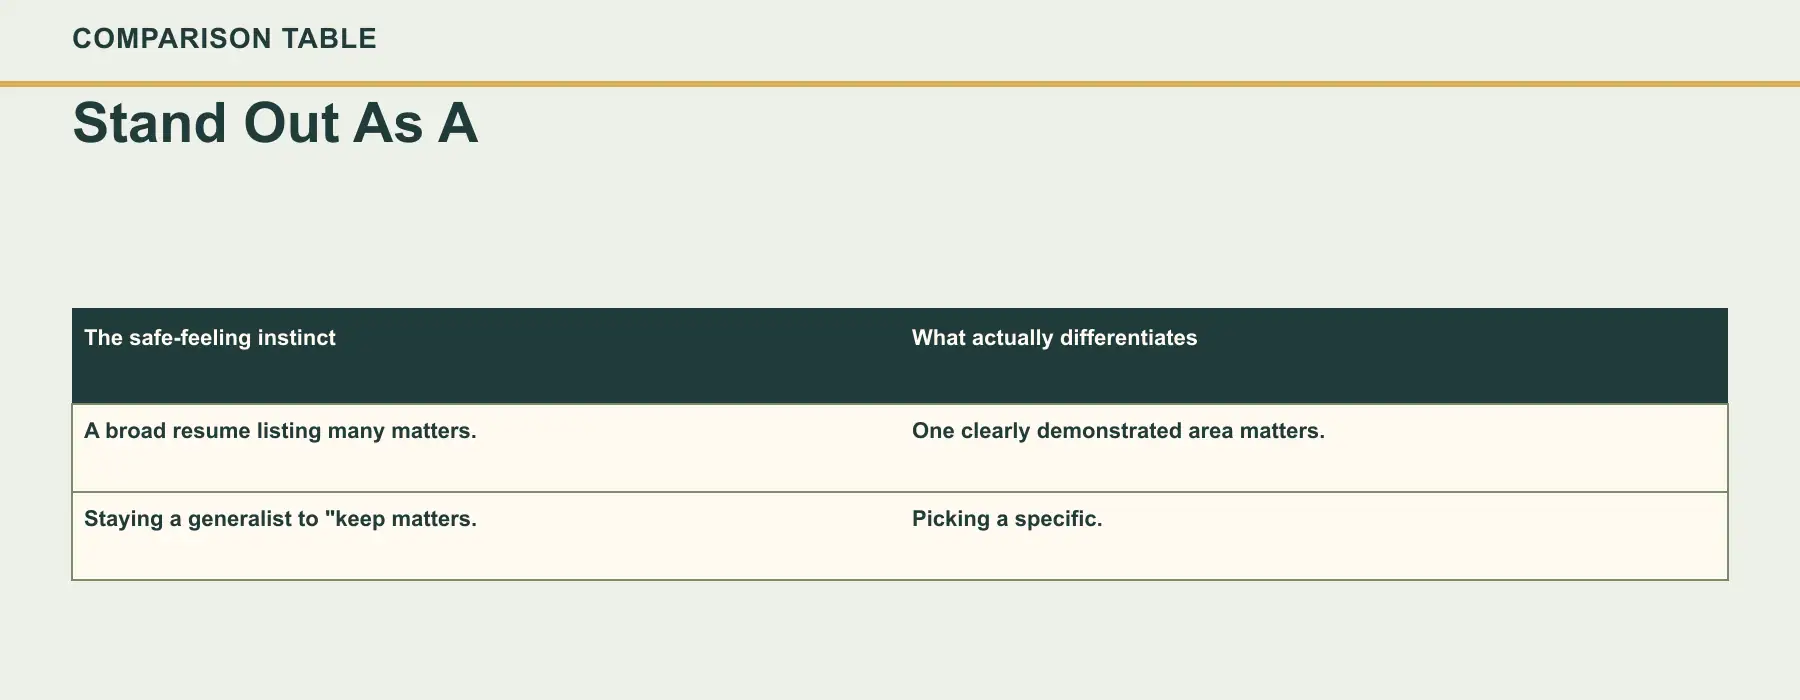 COMPARISON TABLE
Stand Out As A
The safe-feeling instinct
What actually differentiates
A broad resume listing many matters.
One clearly demonstrated area matters.
Staying a generalist to "keep matters.
Picking a specific.